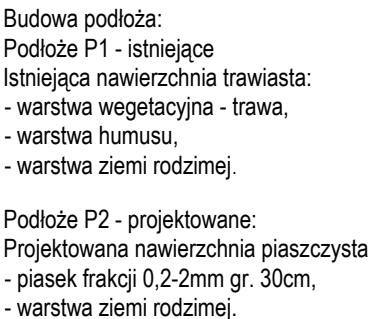 Budowa podłoża:
Podłoże P1 - istniejące
Istniejąca nawierzchnia trawiasta:
- warstwa wegetacyjna - trawa,
- warstwa humusu,
- warstwa ziemi rodzimej.

Podłoże P2 - projektowane:
Projektowana nawierzchnia piaszczysta
- piasek frakcji 0,2-2mm gr. 30cm,
- warstwa ziemi rodzimej.